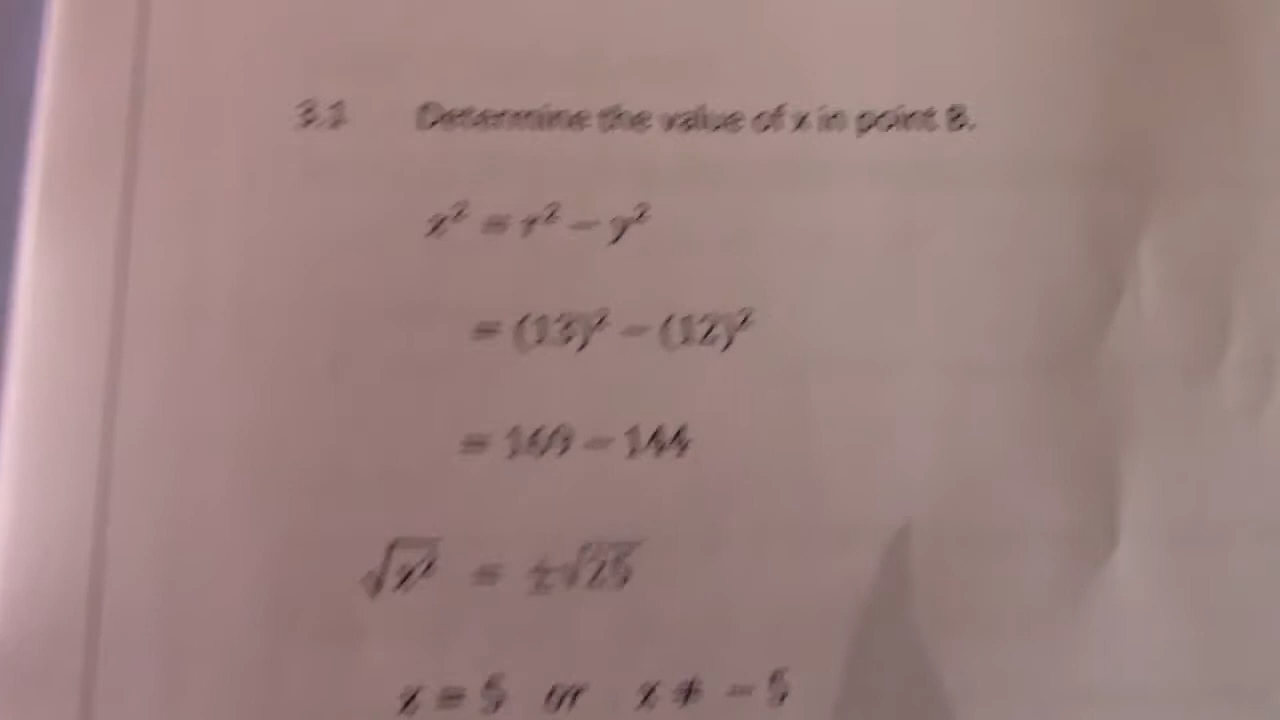 3.1 Determine the value of x in point B.
x² = r² − y²
= (13)² − (12)²
= 169 − 144
√x² = ±√25
x = 5 or x ≠ − 5